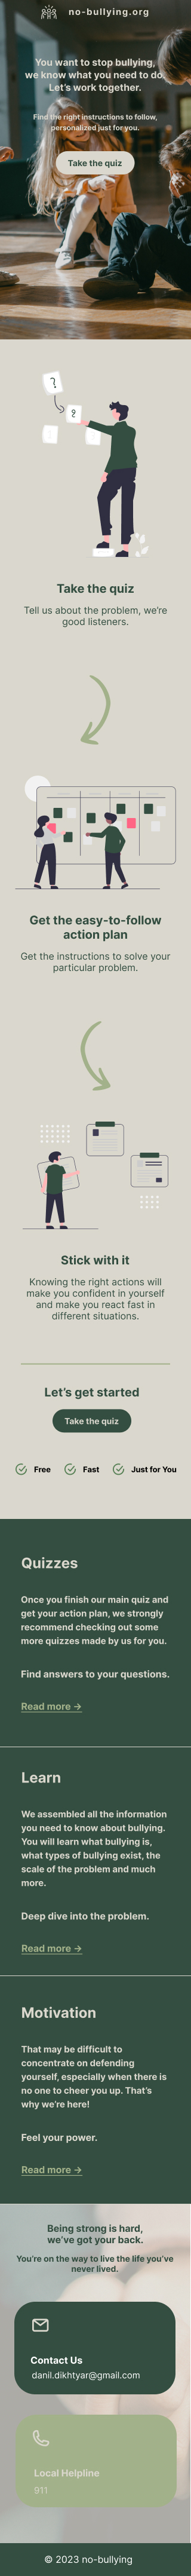 no-bullying.org
You want to stop bullying,
we know what you need to do.
Let’s work together.
Find the right instructions to follow,
personalized just for you.
Take the quiz
?
?
Take the quiz
Tell us about the problem, we’re
good listeners.
Get the easy-to-follow
action plan
Get the instructions to solve your
particular problem.
Stick with it
Knowing the right actions will
make you confident in yourself
and make you react fast in
different situations.
Let’s get started
Take the quiz
Free Fast Just for You
Quizzes
Once you finish our main quiz and
get your action plan, we strongly
recommend checking out some
more quizzes made by us for you.
Find answers to your questions.
Read more →
Learn
We assembled all the information
you need to know about bullying.
You will learn what bullying is,
what types of bullying exist, the
scale of the problem and much
more.
Deep dive into the problem.
Read more →
Motivation
That may be difficult to
concentrate on defending
yourself, especially when there is
no one to cheer you up. That’s
why we’re here!
Feel your power.
Read more →
Being strong is hard,
we’ve got your back.
You’re on the way to live the life you’ve
never lived.
Contact Us
danil.dikhtyar@gmail.com
Local Helpline
911
© 2023 no-bullying